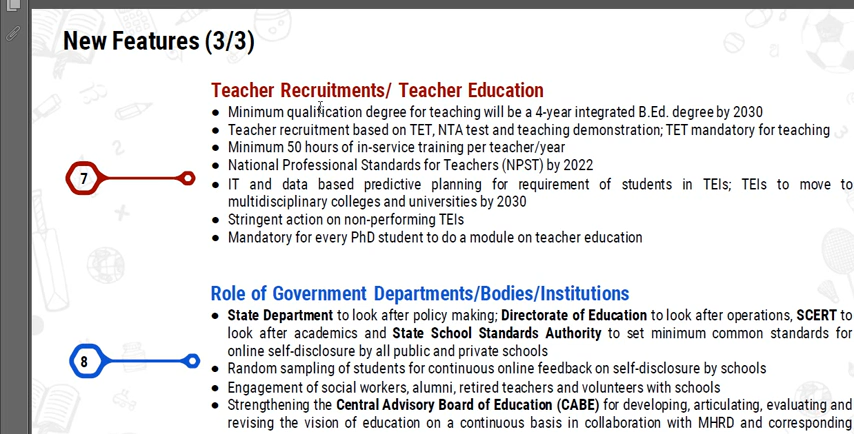 New Features (3/3)
Teacher Recruitments/ Teacher Education
● Minimum qualification degree for teaching will be a 4-year integrated B.Ed. degree by 2030
● Teacher recruitment based on TET, NTA test and teaching demonstration; TET mandatory for teaching
● Minimum 50 hours of in-service training per teacher/year
● National Professional Standards for Teachers (NPST) by 2022
7
● IT and data based predictive planning for requirement of students in TEIs; TEIs to move to
multidisciplinary colleges and universities by 2030
● Stringent action on non-performing TEIs
● Mandatory for every PhD student to do a module on teacher education
Role of Government Departments/Bodies/Institutions
● State Department to look after policy making; Directorate of Education to look after operations, SCERT to
look after academics and State School Standards Authority to set minimum common standards for
online self-disclosure by all public and private schools
8
● Random sampling of students for continuous online feedback on self-disclosure by schools
● Engagement of social workers, alumni, retired teachers and volunteers with schools
● Strengthening the Central Advisory Board of Education (CABE) for developing, articulating, evaluating and
revising the vision of education on a continuous basis in collaboration with MHRD and corresponding